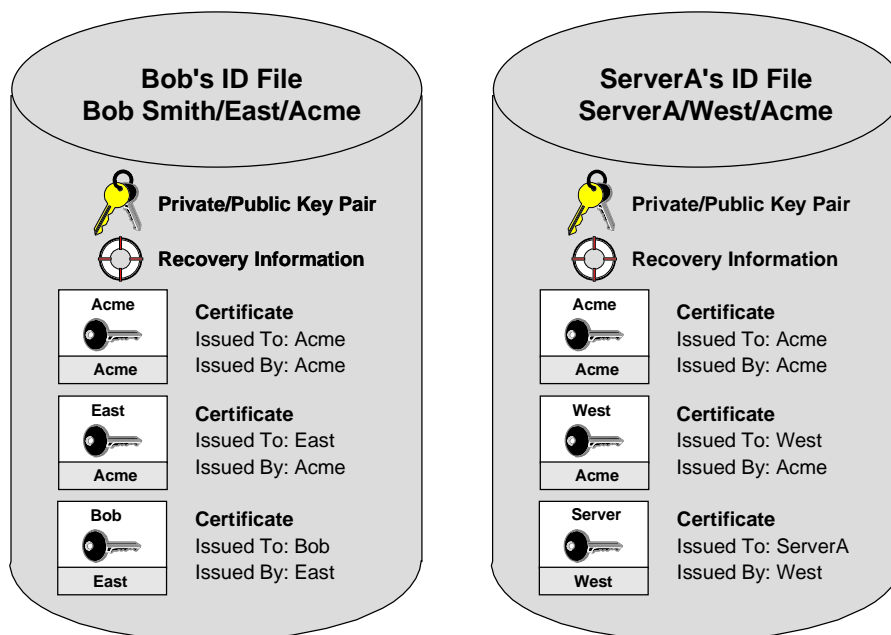 Bob's ID File
Bob Smith/East/Acme
Private/Public Key Pair
Recovery Information
Acme
Acme
Certificate
Issued To: Acme
Issued By: Acme
East
Acme
Certificate
Issued To: East
Issued By: Acme
Bob
East
Certificate
Issued To: Bob
Issued By: East
ServerA's ID File
ServerA/West/Acme
Private/Public Key Pair
Recovery Information
Acme
Acme
Certificate
Issued To: Acme
Issued By: Acme
West
Acme
Certificate
Issued To: West
Issued By: Acme
Server
West
Certificate
Issued To: ServerA
Issued By: West